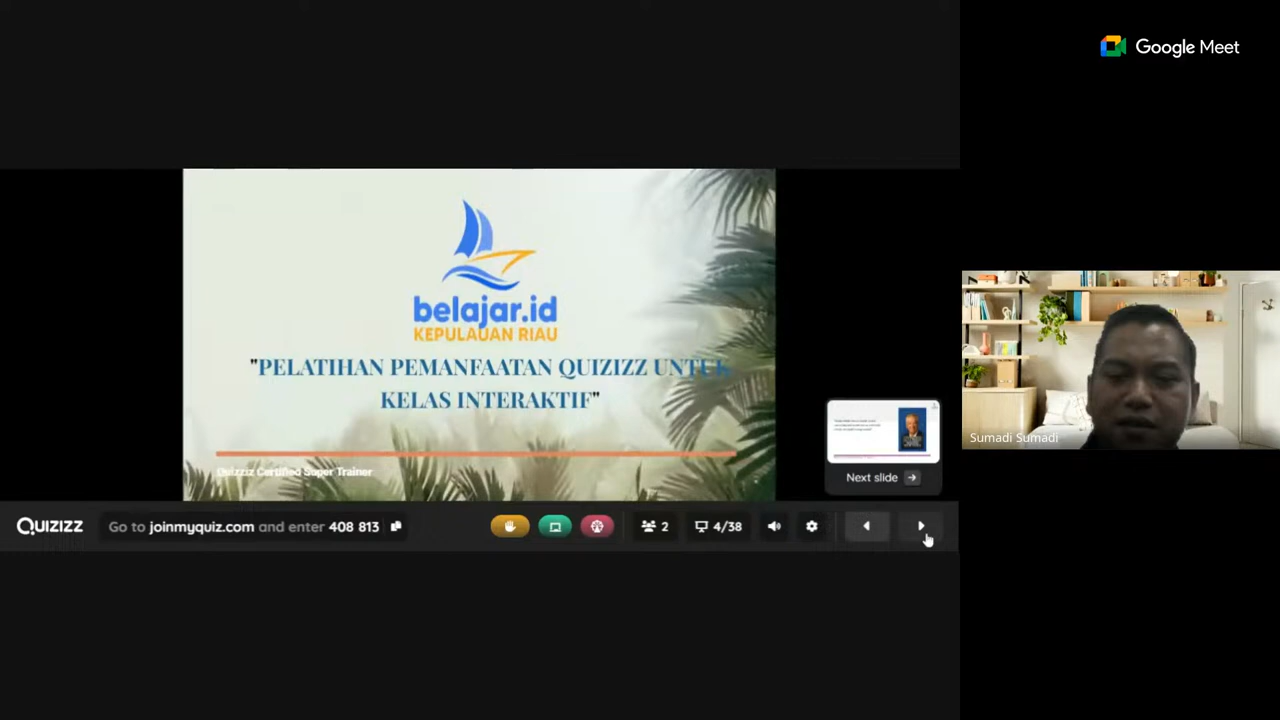 Google Meet
belajar.id
KEPULAUAN RIAU
"PELATIHAN PEMANFAATAN QUIZIZZ UNTUK
KELAS INTERAKTIF"
Quizziz Certified Super Trainer
Next slide
Sumadi Sumadi
QUIZIZZ
Go to joinmyquiz.com and enter 408 813
2
4/38